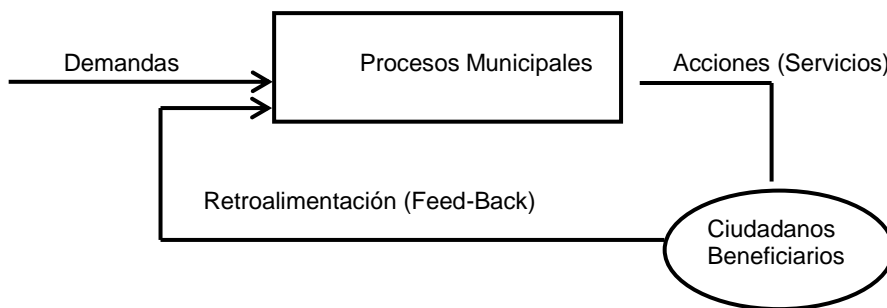 Demandas
Procesos Municipales
Acciones (Servicios)
Retroalimentación (Feed-Back)
Ciudadanos
Beneficiarios